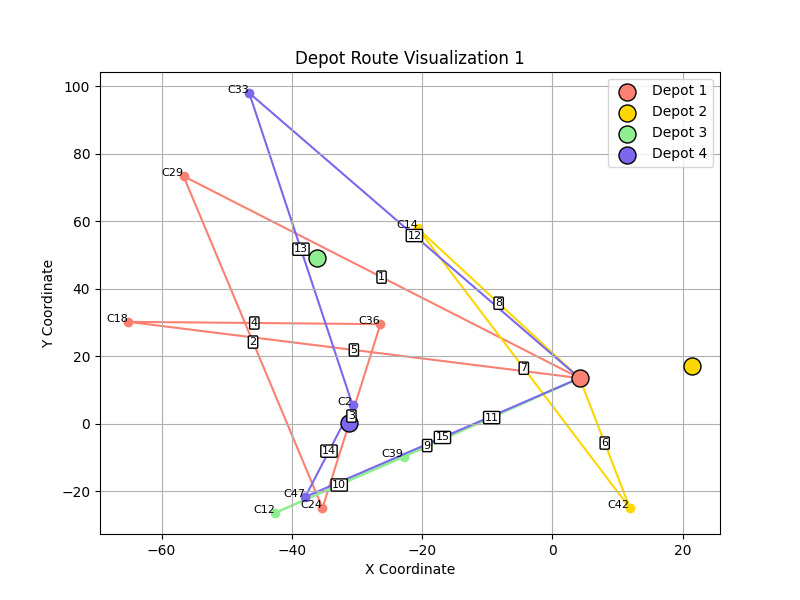 Depot Route Visualization 1
Depot 1
Depot 2
Depot 3
Depot 4
Y Coordinate
100
80
60
40
20
0
−20
C33
C29
C14
12
13
1
8
C18
4
C36
2
5
7
C2
3
11
6
14
15
9
C39
10
C47
C24
C12
C42
−60
−40
−20
0
20
X Coordinate